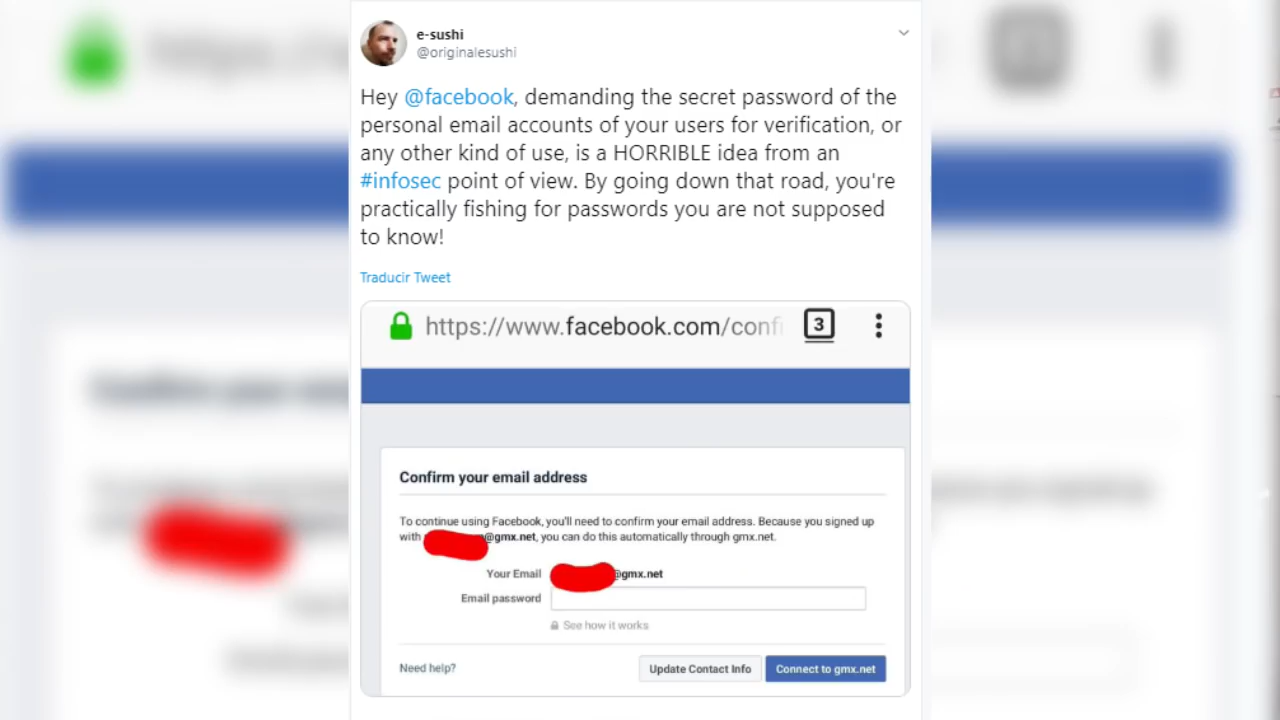 e-sushi
@originalesushi
Hey @facebook, demanding the secret password of the
personal email accounts of your users for verification, or
any other kind of use, is a HORRIBLE idea from an
#infosec point of view. By going down that road, you're
practically fishing for passwords you are not supposed
to know!
Traducir Tweet
https://www.facebook.com/confi
3
Confirm your email address
To continue using Facebook, you'll need to confirm your email address. Because you signed up
with @gmx.net, you can do this automatically through gmx.net.
Your Email @gmx.net
Email password
See how it works
Need help?
Update Contact Info
Connect to gmx.net